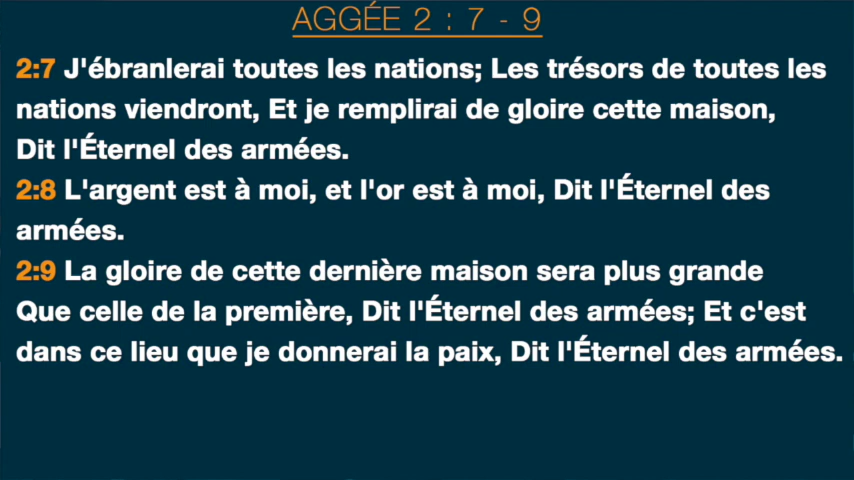 AGGÉE 2 : 7 - 9
2:7 J'ébranlerai toutes les nations; Les trésors de toutes les
nations viendront, Et je remplirai de gloire cette maison,
Dit l'Éternel des armées.
2:8 L'argent est à moi, et l'or est à moi, Dit l'Éternel des
armées.
2:9 La gloire de cette dernière maison sera plus grande
Que celle de la première, Dit l'Éternel des armées; Et c'est
dans ce lieu que je donnerai la paix, Dit l'Éternel des armées.